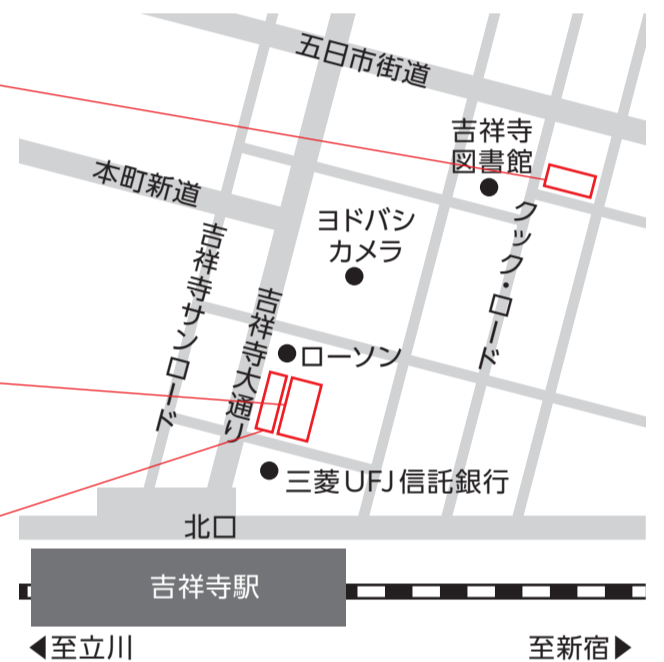 五日市街道
吉祥寺
図書館
本町新道
クック・ロード
ヨドバシ
カメラ
吉祥寺サンロード
吉祥寺大通り
ローソン
三菱UFJ信託銀行
北口
吉祥寺駅
◀至立川
至新宿▶